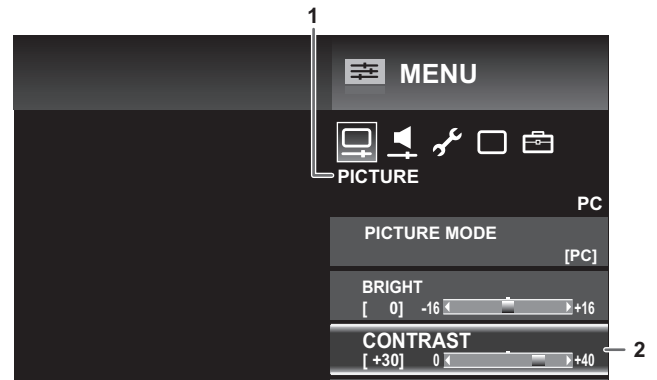 1
MENU
PICTURE
PC
PICTURE MODE
[PC]
BRIGHT
[ 0] -16 +16
CONTRAST
[ +30] 0 +40
2